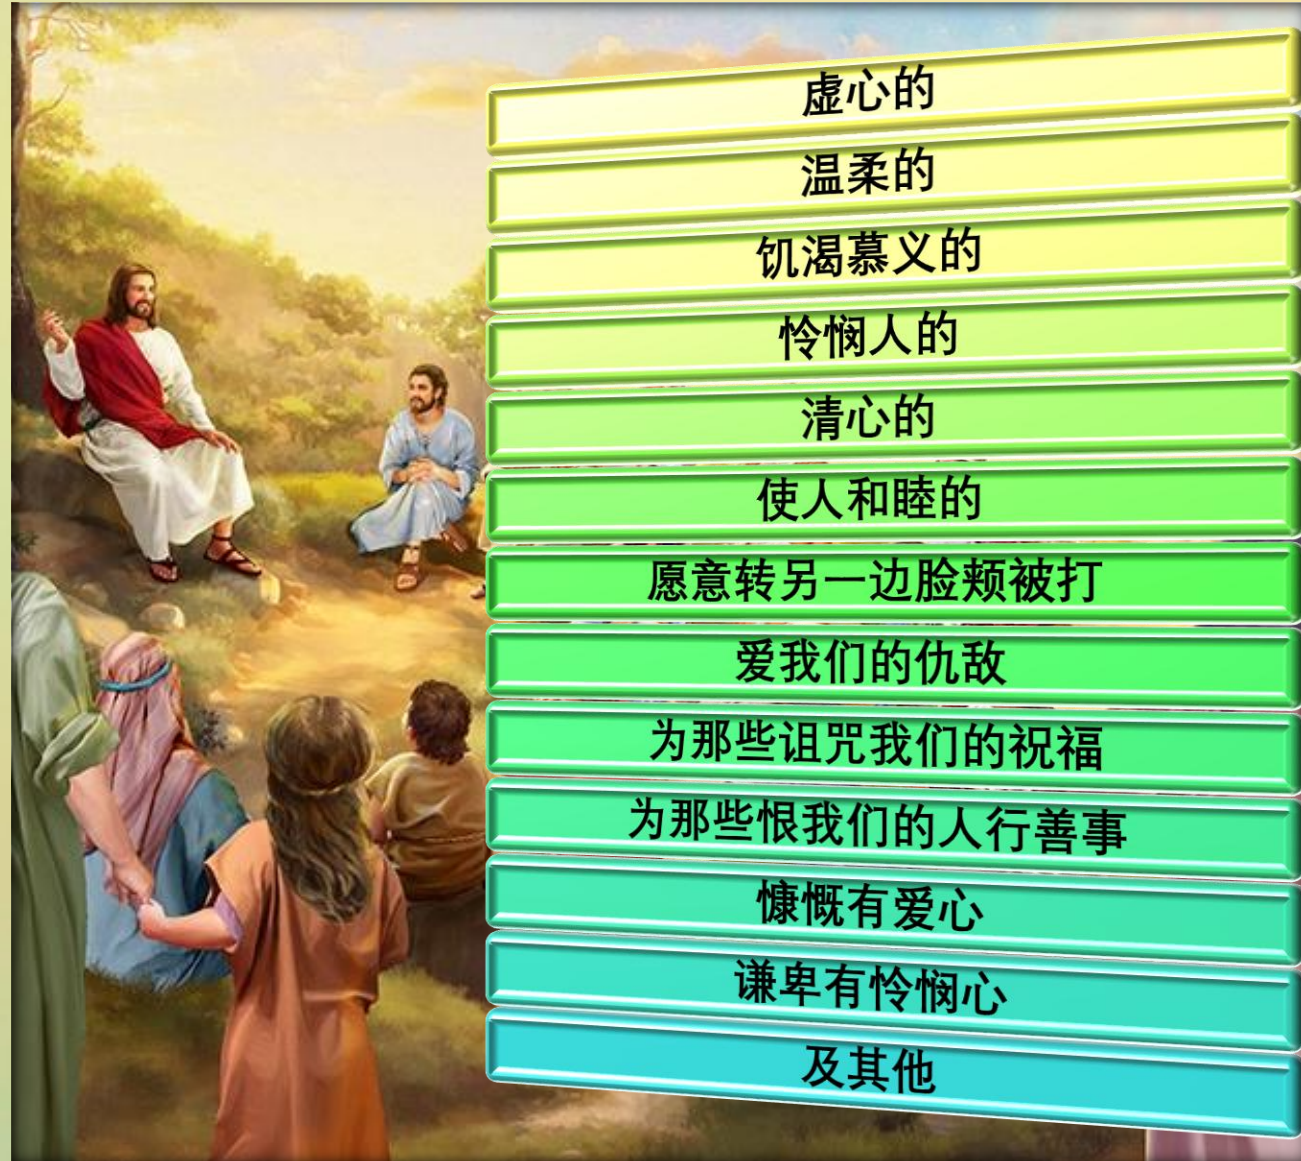 虚心的
温柔的
饥渴慕义的
怜悯人的
清心的
使人和睦的
愿意转另一边脸颊被打
爱我们的仇敌
为那些诅咒我们的祝福
为那些恨我们的人行善事
慷慨有爱心
谦卑有怜悯心
及其他